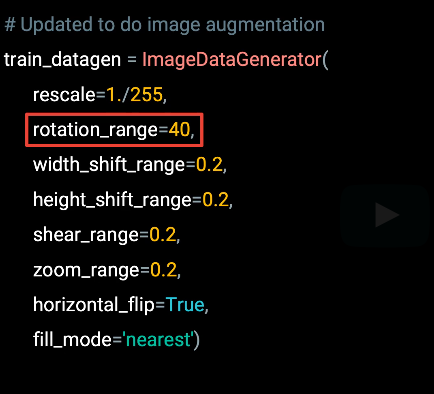 # Updated to do image augmentation
train_datagen = ImageDataGenerator(
rescale=1./255,
rotation_range=40,
width_shift_range=0.2,
height_shift_range=0.2,
shear_range=0.2,
zoom_range=0.2,
horizontal_flip=True,
fill_mode='nearest')